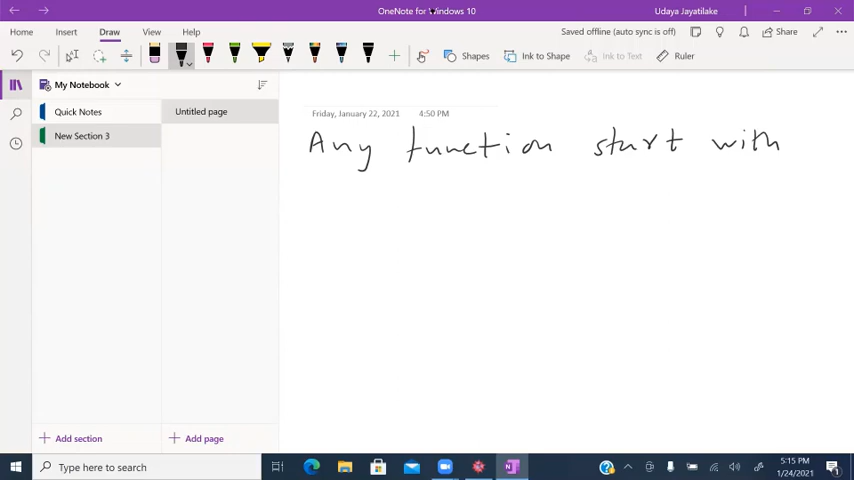 OneNote for Windows 10
Udaya Jayatilake
Home Insert Draw View Help
Saved offline (auto sync is off)
Share
Shapes
Ink to Shape
Ink to Text
Ruler
My Notebook
Quick Notes
New Section 3
Untitled page
Friday, January 22, 2021 4:50 PM
Any function start with
Add section
Add page
Type here to search
5:15 PM
1/24/2021
1